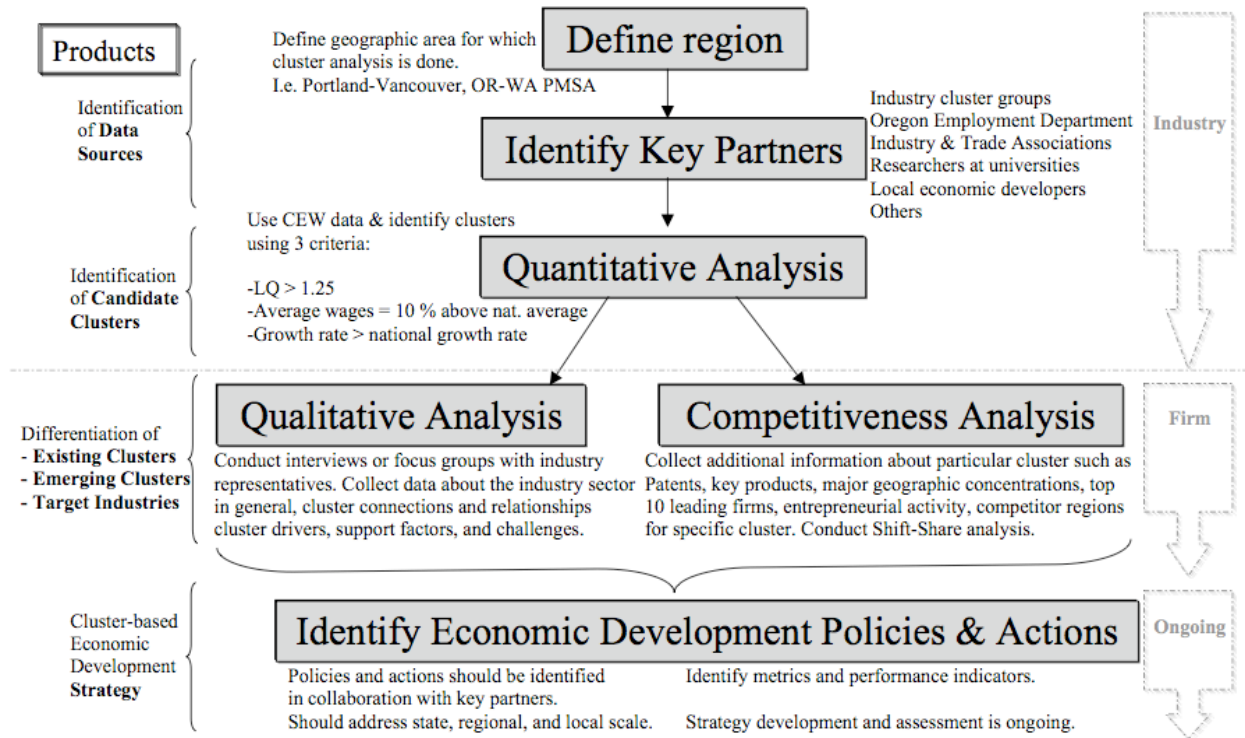 Products
Define geographic area for which
cluster analysis is done.
I.e. Portland-Vancouver, OR-WA PMSA
Define region
Identification
of Data
Sources
Identify Key Partners
Industry cluster groups
Oregon Employment Department
Industry & Trade Associations
Researchers at universities
Local economic developers
Others
Industry
Use CEW data & identify clusters
using 3 criteria:
-LQ > 1.25
-Average wages = 10 % above nat. average
-Growth rate > national growth rate
Quantitative Analysis
Identification
of Candidate
Clusters
Qualitative Analysis
Competitiveness Analysis
Firm
Differentiation of
- Existing Clusters
- Emerging Clusters
- Target Industries
Conduct interviews or focus groups with industry
representatives. Collect data about the industry sector
in general, cluster connections and relationships
cluster drivers, support factors, and challenges.
Collect additional information about particular cluster such as
Patents, key products, major geographic concentrations, top
10 leading firms, entrepreneurial activity, competitor regions
for specific cluster. Conduct Shift-Share analysis.
Cluster-based
Economic
Development
Strategy
Identify Economic Development Policies & Actions
Ongoing
Policies and actions should be identified
in collaboration with key partners.
Should address state, regional, and local scale.
Identify metrics and performance indicators.
Strategy development and assessment is ongoing.